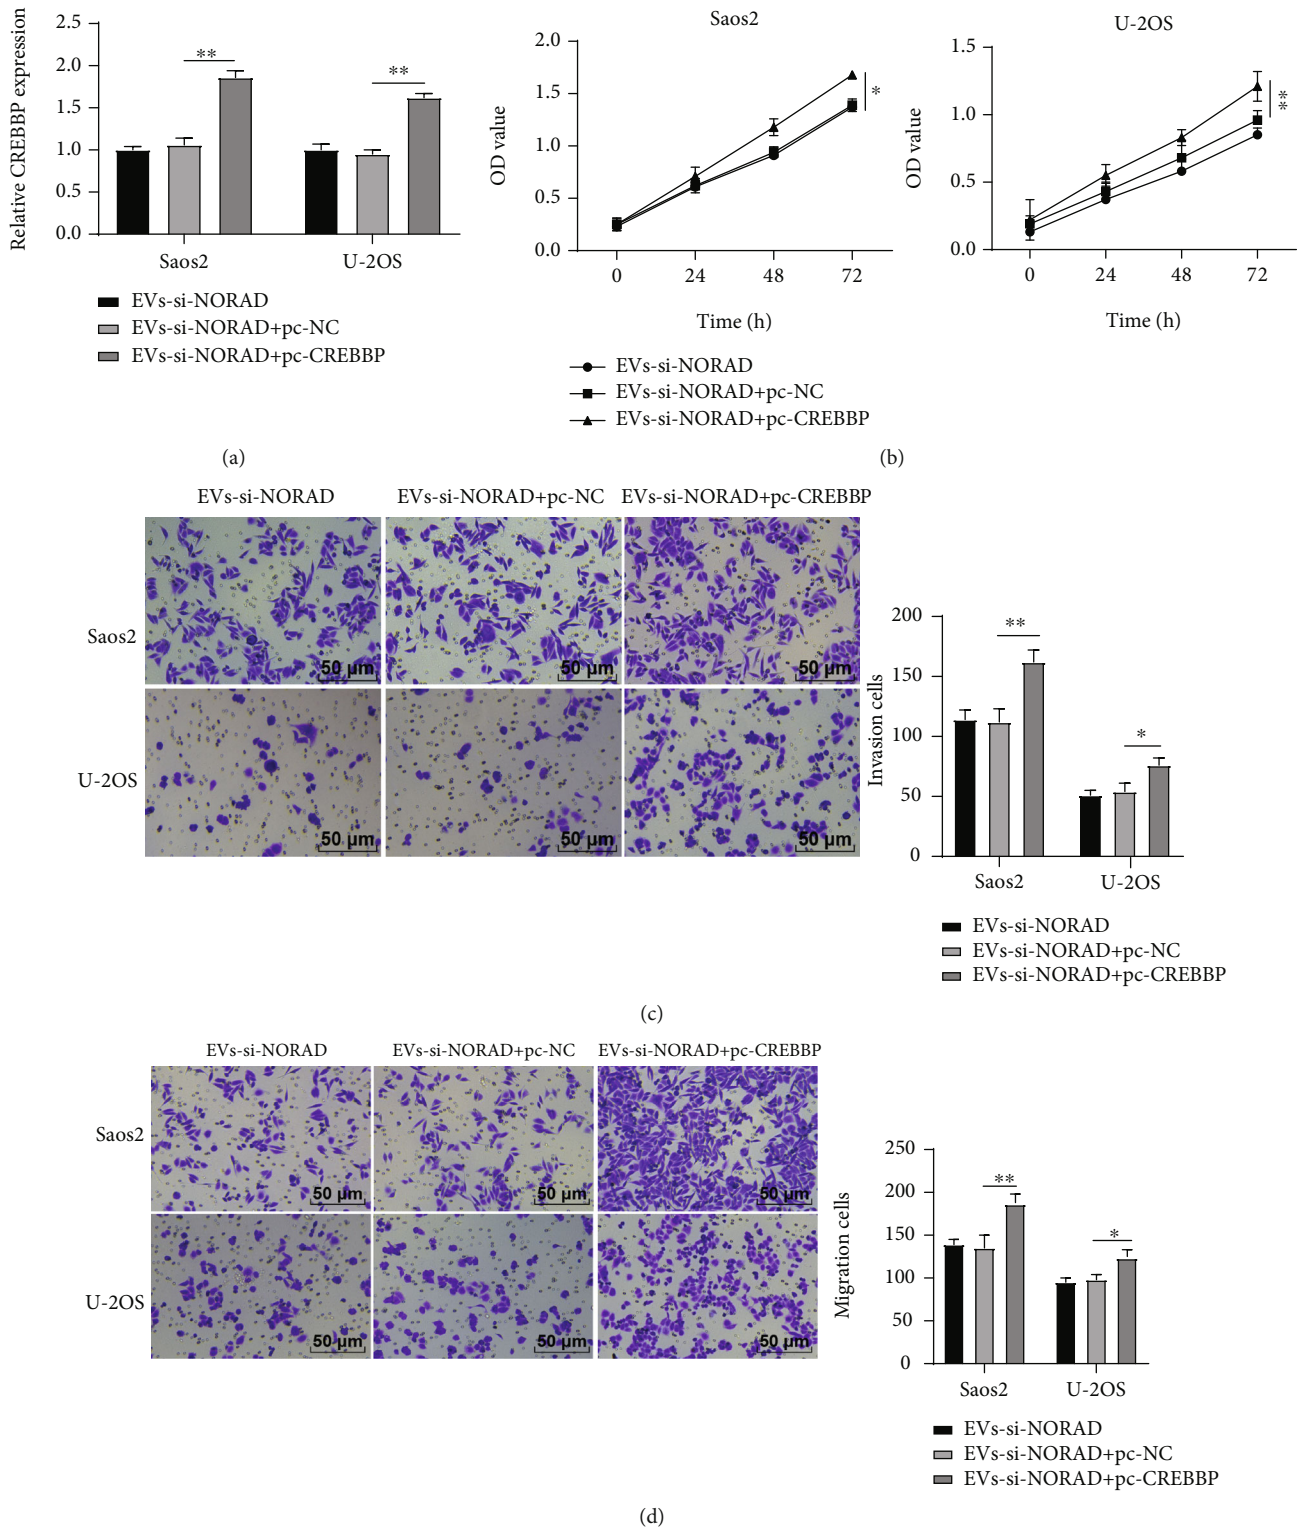 Relative CREBBP expression
2.5
2.0
1.5
1.0
0.5
0.0
**
**
Saos2
U-2OS
EVs-si-NORAD
EVs-si-NORAD+pc-NC
EVs-si-NORAD+pc-CREBBP
(a)
Saos2
OD value
2.0
1.5
1.0
0.5
0.0
*
0 24 48 72
Time (h)
U-2OS
OD value
1.5
1.0
0.5
0.0
**
0 24 48 72
Time (h)
EVs-si-NORAD
EVs-si-NORAD+pc-NC
EVs-si-NORAD+pc-CREBBP
(b)
EVs-si-NORAD EVs-si-NORAD+pc-NC EVs-si-NORAD+pc-CREBBP
Saos2
50 µm 50 µm 50 µm
U-2OS
50 µm 50 µm 50 µm
Invasion cells
200
150
100
50
0
**
*
Saos2
U-2OS
EVs-si-NORAD
EVs-si-NORAD+pc-NC
EVs-si-NORAD+pc-CREBBP
(c)
EVs-si-NORAD EVs-si-NORAD+pc-NC EVs-si-NORAD+pc-CREBBP
Saos2
50 µm 50 µm 50 µm
U-2OS
50 µm 50 µm 50 µm
Migration cells
250
200
150
100
50
0
**
*
Saos2
U-2OS
EVs-si-NORAD
EVs-si-NORAD+pc-NC
EVs-si-NORAD+pc-CREBBP
(d)